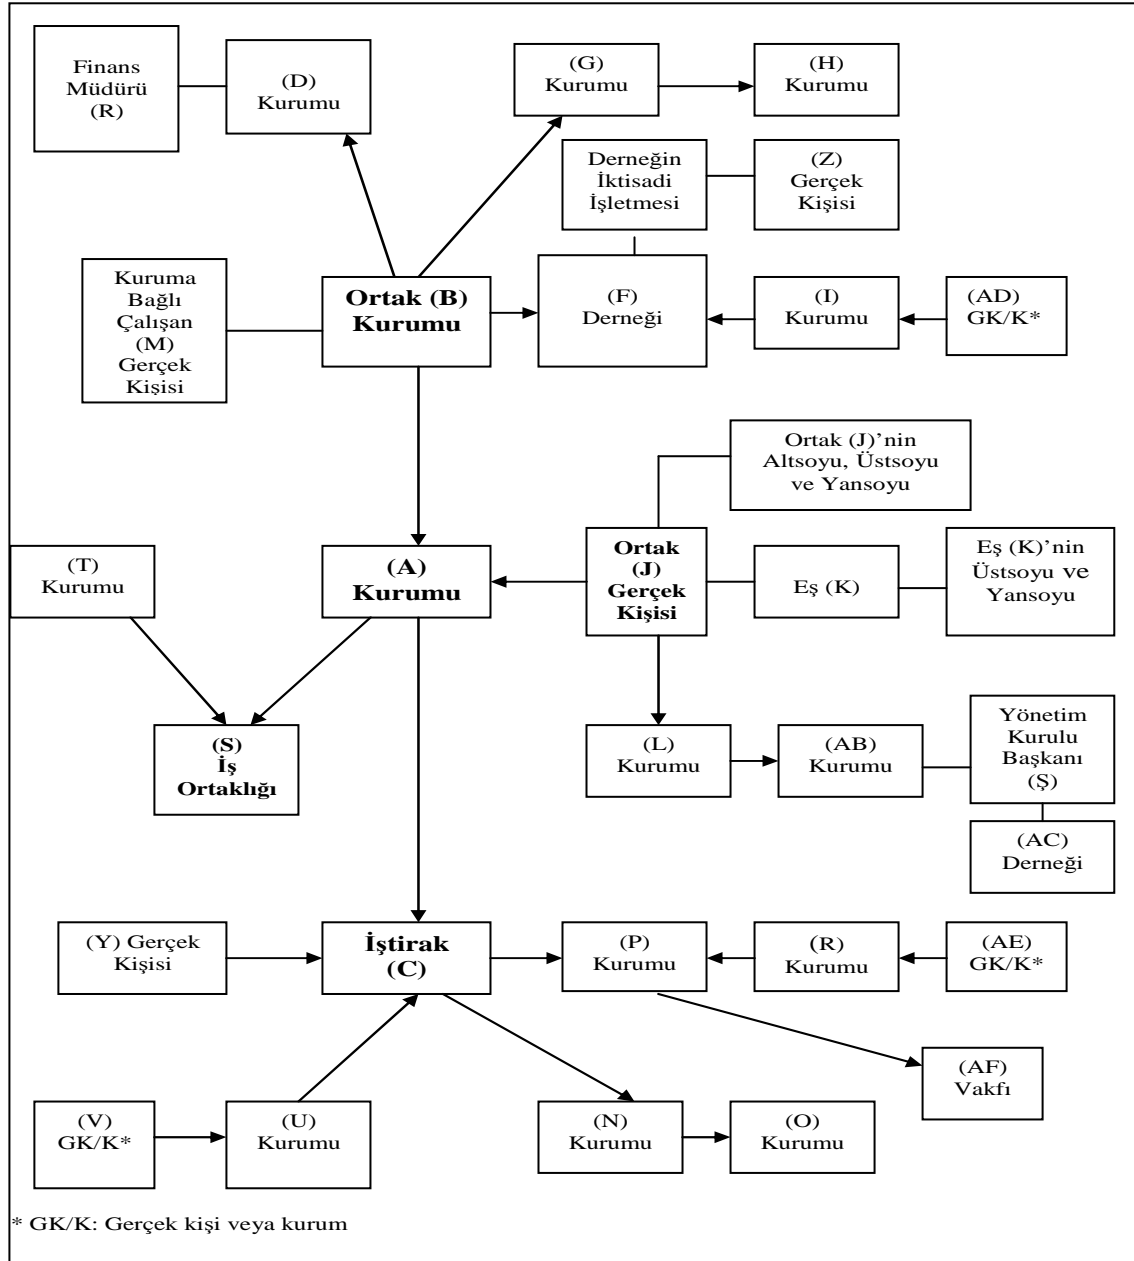 Finans
Müdürü
(R)
(D)
Kurumu
(G)
Kurumu
(H)
Kurumu
Derneğin
İktisadi
İşletmesi
(Z)
Gerçek
Kişisi
Kuruma
Bağlı
Çalışan
(M)
Gerçek
Kişisi
Ortak (B)
Kurumu
(F)
Derneği
(I)
Kurumu
(AD)
GK/K*
Ortak (J)’nin
Altsoyu, Üstsoyu
ve Yansoyu
(T)
Kurumu
(A)
Kurumu
Ortak
(J)
Gerçek
Kişisi
Eş (K)
Eş (K)’nin
Üstsoyu ve
Yansoyu
(S)
İş
Ortaklığı
(L)
Kurumu
(AB)
Kurumu
Yönetim
Kurulu
Başkanı
(Ş)
(AC)
Derneği
(Y) Gerçek
Kişisi
İştirak
(C)
(P)
Kurumu
(R)
Kurumu
(AE)
GK/K*
(AF)
Vakfı
(V)
GK/K*
(U)
Kurumu
(N)
Kurumu
(O)
Kurumu
* GK/K: Gerçek kişi veya kurum